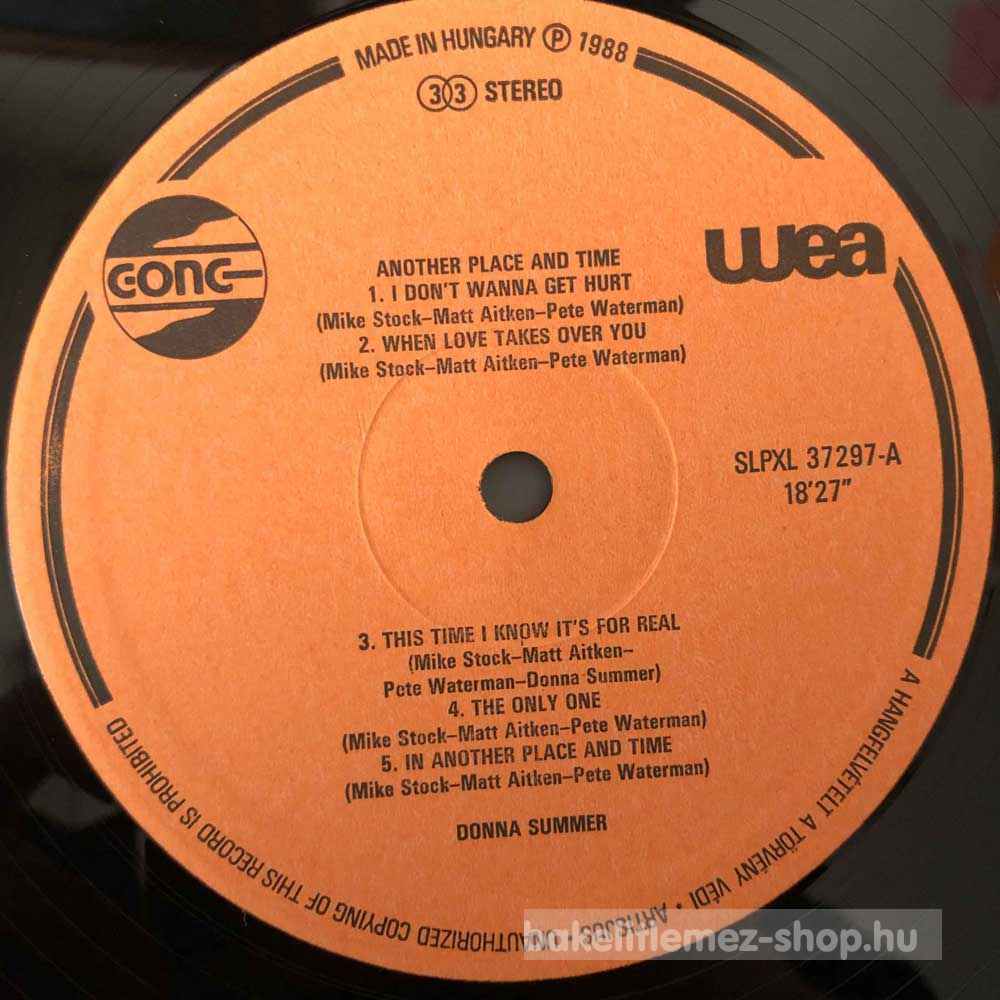 MADE IN HUNGARY Ⓟ 1988
33 STEREO
GONG
wea
ANOTHER PLACE AND TIME
1. I DON'T WANNA GET HURT
(Mike Stock–Matt Aitken–Pete Waterman)
2. WHEN LOVE TAKES OVER YOU
(Mike Stock–Matt Aitken–Pete Waterman)
SLPXL 37297-A
18'27"
3. THIS TIME I KNOW IT'S FOR REAL
(Mike Stock–Matt Aitken–
Pete Waterman–Donna Summer)
4. THE ONLY ONE
(Mike Stock–Matt Aitken–Pete Waterman)
5. IN ANOTHER PLACE AND TIME
(Mike Stock–Matt Aitken–Pete Waterman)
DONNA SUMMER
A HANGFELVÉTELT A TÖRVÉNY VÉDI · ARTISJUS · UNAUTHORIZED COPYING OF THIS RECORD IS PROHIBITED
bakelitlemez-shop.hu